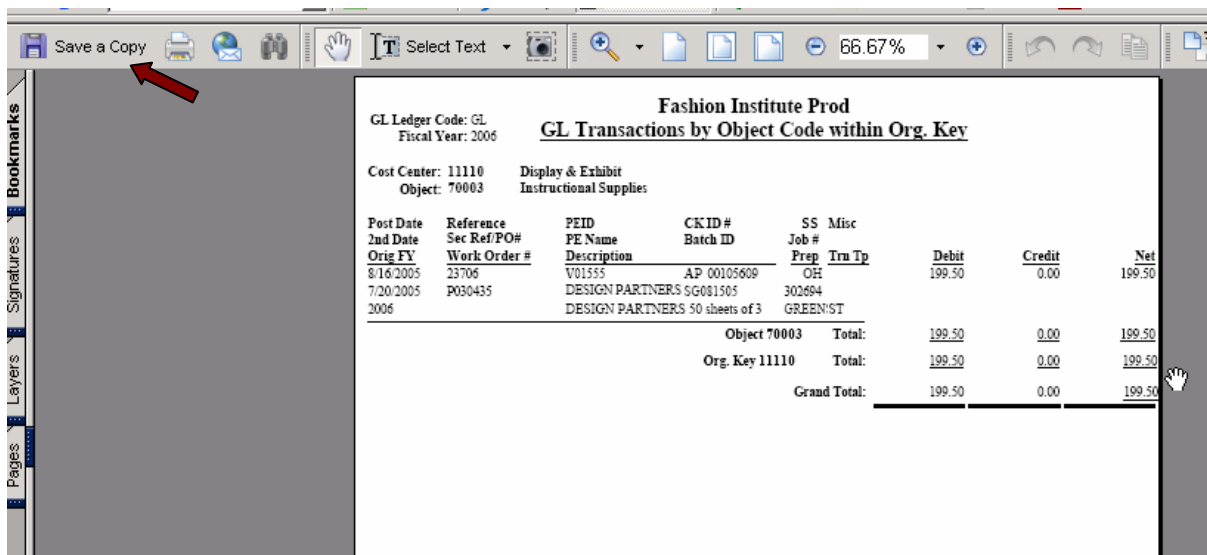 Save a Copy Select Text 66.67%
Bookmarks
Signatures
Layers
Pages
Fashion Institute Prod
GL Ledger Code: GL
Fiscal Year: 2006 GL Transactions by Object Code within Org. Key
Cost Center: 11110 Display & Exhibit
Object: 70003 Instructional Supplies
Post Date Reference PEID CK ID # SS Misc
2nd Date Sec Ref/PO# PE Name Batch ID Job #
Orig FY Work Order # Description Prep Trn Tp Debit Credit Net
8/16/2005 23706 V01555 AP 00105609 OH 199.50 0.00 199.50
7/20/2005 P030435 DESIGN PARTNERS SG081505 302694
2006 DESIGN PARTNERS 50 sheets of 3 GREEN:ST
Object 70003 Total: 199.50 0.00 199.50
Org. Key 11110 Total: 199.50 0.00 199.50
Grand Total: 199.50 0.00 199.50